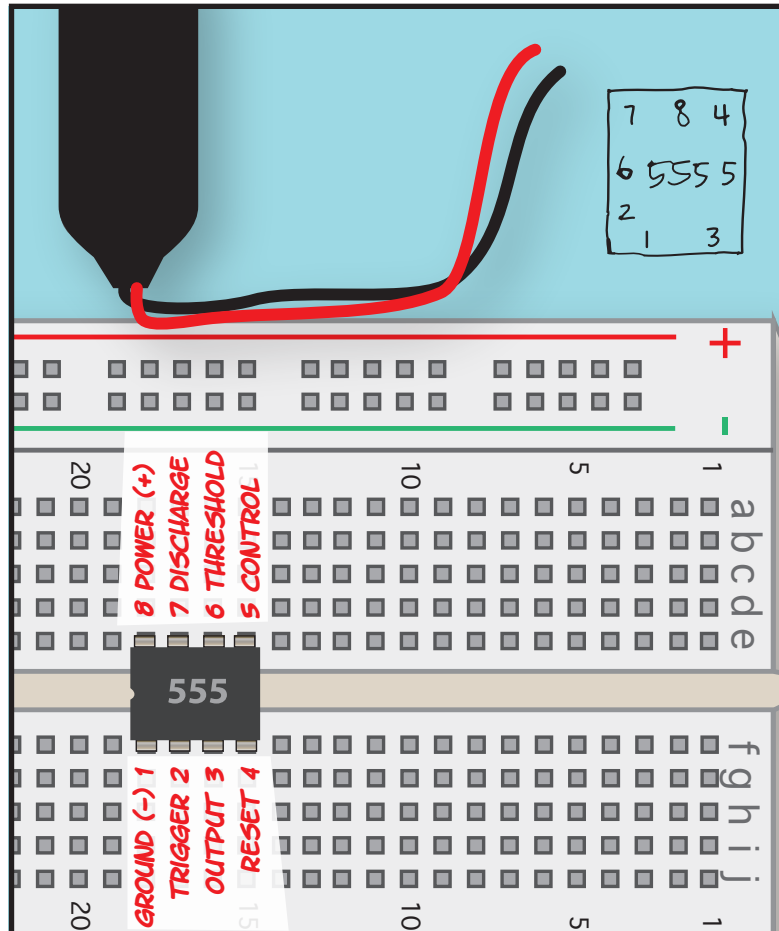 7 8 4
6 555 5
2
1 3
+
-
20 15 10 5 1
8 POWER (+)
7 DISCHARGE
6 THRESHOLD
5 CONTROL
a
b
c
d
e
555
f
g
h
i
j
GROUND (-) 1
TRIGGER 2
OUTPUT 3
RESET 4
20 15 10 5 1